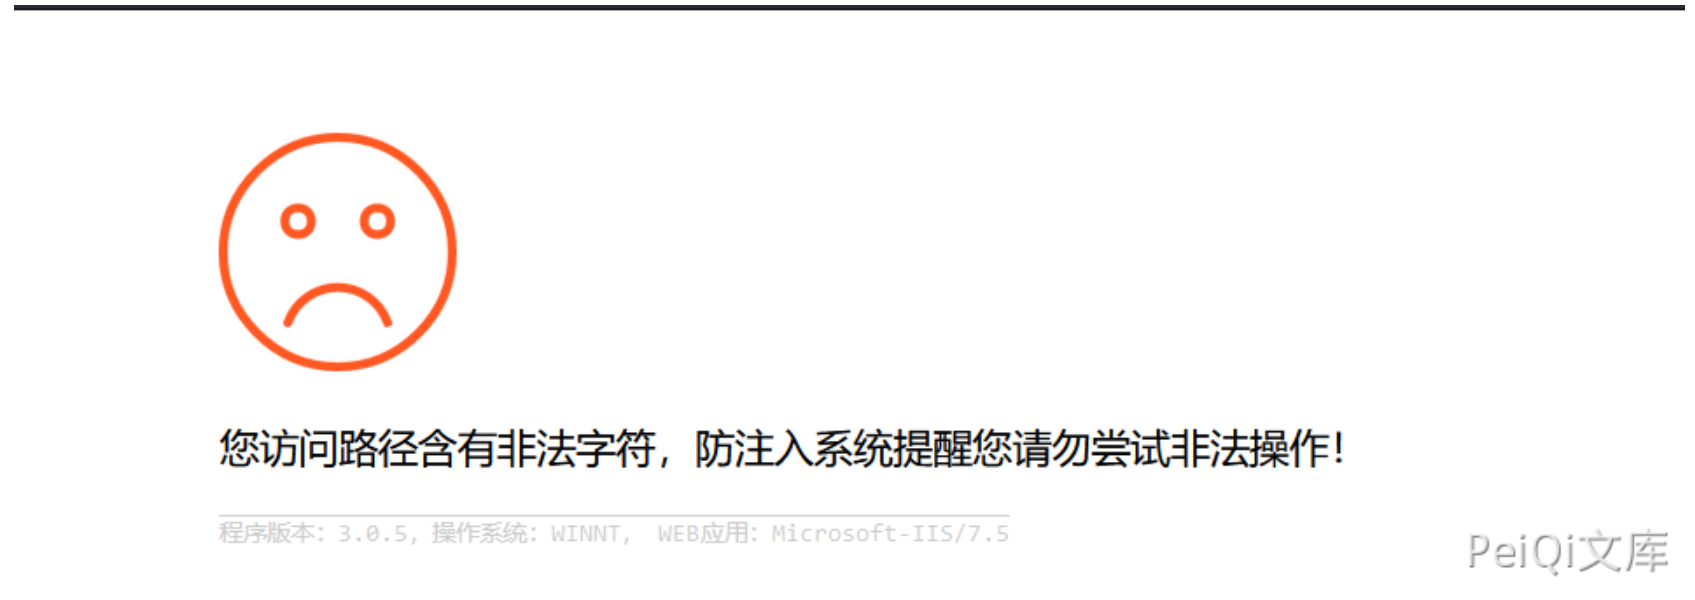 您访问路径含有非法字符，防注入系统提醒您请勿尝试非法操作！
程序版本：3.0.5，操作系统：WINNT， WEB应用：Microsoft-IIS/7.5
PeiQi文库